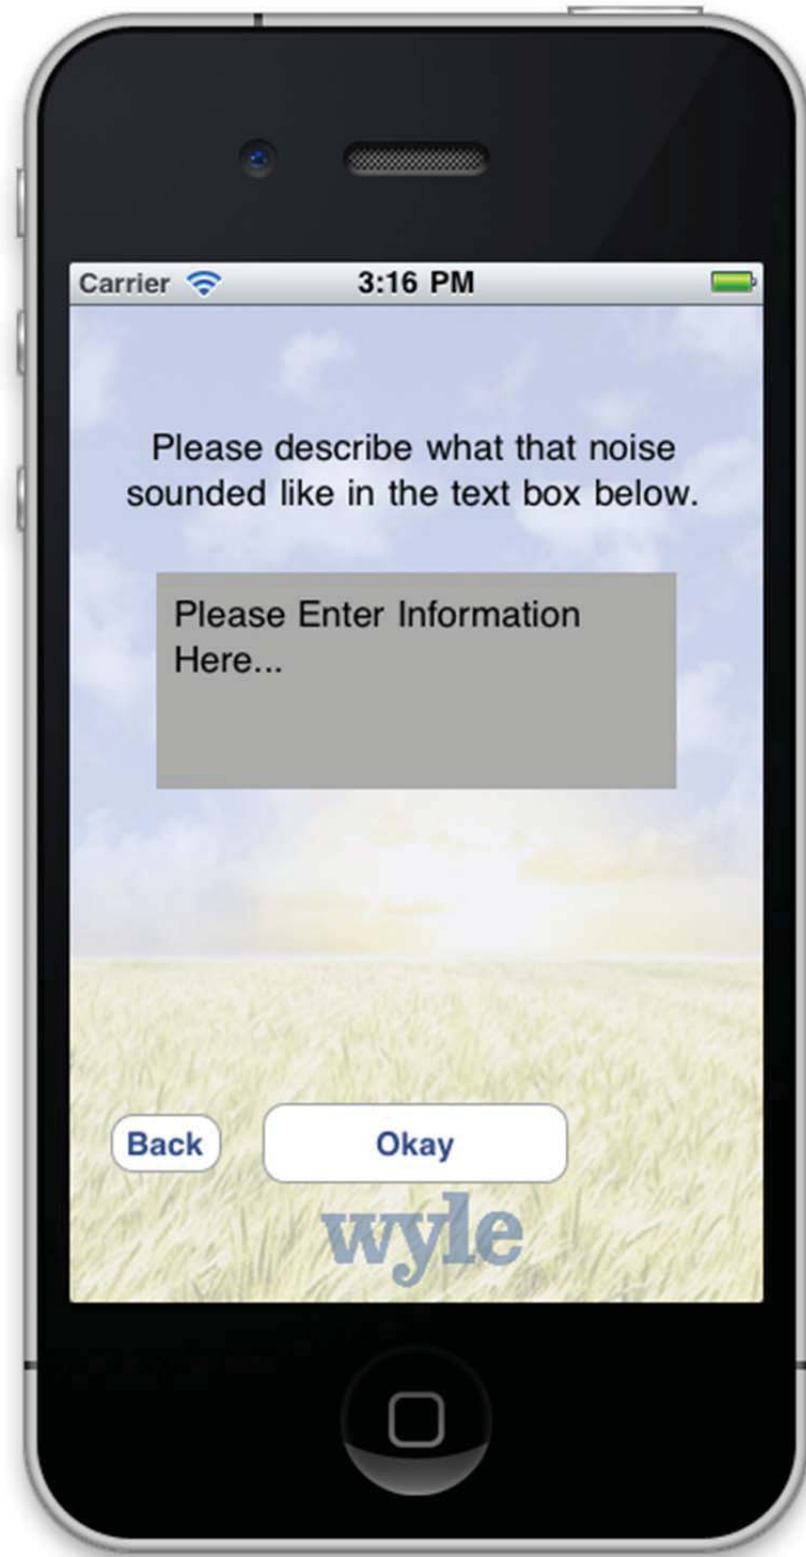 Carrier 3:16 PM
Please describe what that noise
sounded like in the text box below.
Please Enter Information
Here...
Back Okay
wyle